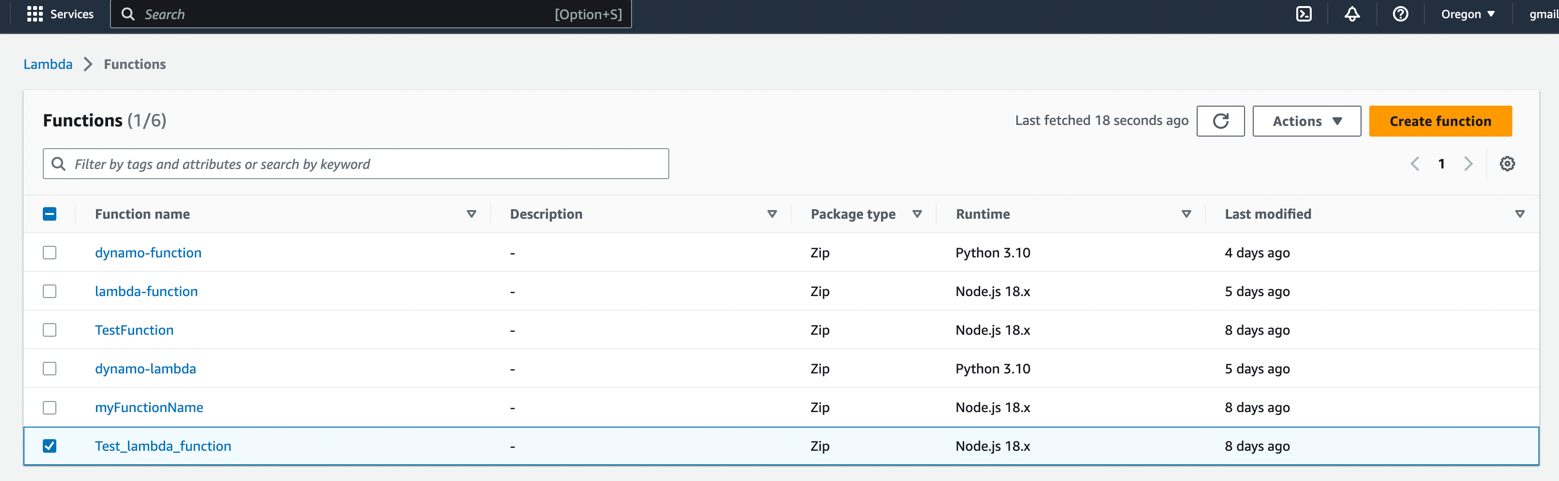 Services Search [Option+S] Oregon ▼ gmail
Lambda > Functions
Functions (1/6) Last fetched 18 seconds ago Actions ▼ Create function
Filter by tags and attributes or search by keyword < 1 >
Function name Description Package type Runtime Last modified
dynamo-function - Zip Python 3.10 4 days ago
lambda-function - Zip Node.js 18.x 5 days ago
TestFunction - Zip Node.js 18.x 8 days ago
dynamo-lambda - Zip Python 3.10 5 days ago
myFunctionName - Zip Node.js 18.x 8 days ago
Test_lambda_function - Zip Node.js 18.x 8 days ago